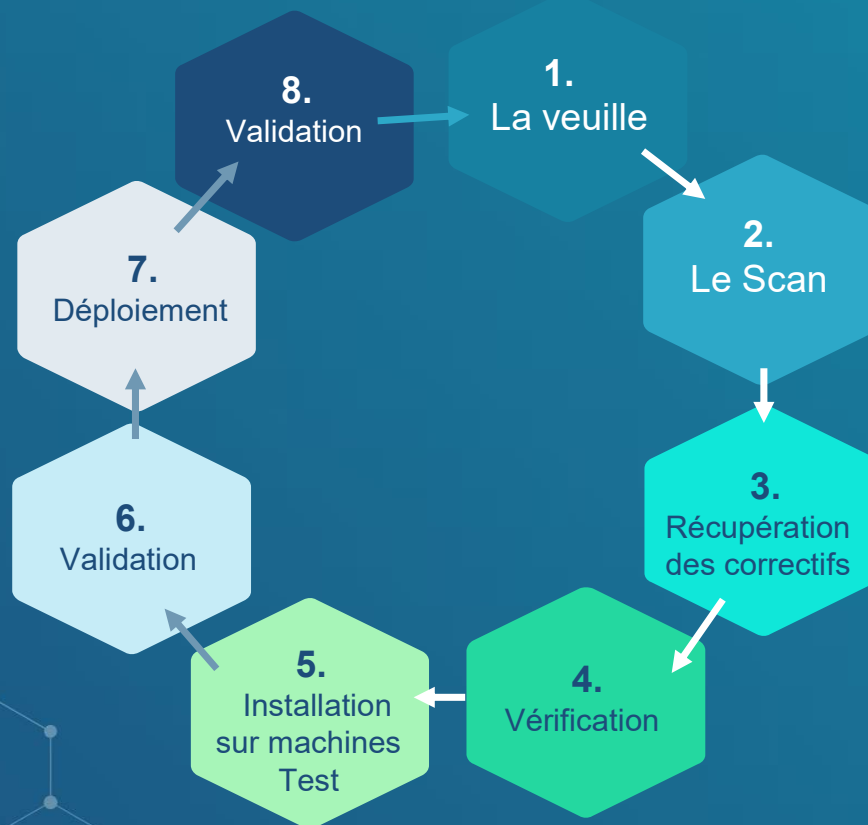 1.
La veuille
2.
Le Scan
3.
Récupération
des correctifs
4.
Vérification
5.
Installation
sur machines
Test
6.
Validation
7.
Déploiement
8.
Validation